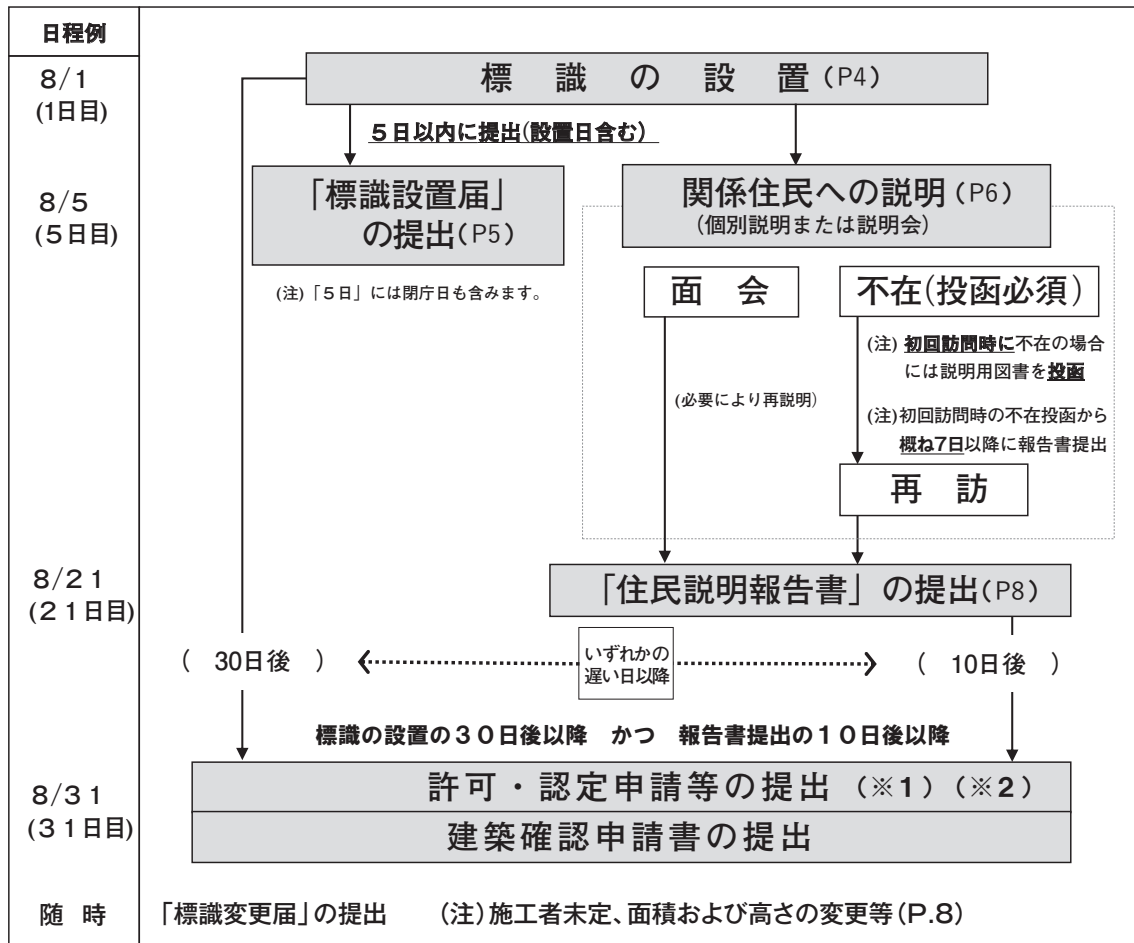 日程例
8/1
(1日目)
標識の設置(P4)
5日以内に提出(設置日含む)
8/5
(5日目)
「標識設置届」
の提出(P5)
関係住民への説明(P6)
(個別説明または説明会)
(注)「5日」には閉庁日も含みます。
面 会
不在(投函必須)
(注) 初回訪問時に不在の場合
には説明用図書を投函
(必要により再説明)
(注)初回訪問時の不在投函から
概ね7日以降に報告書提出
再 訪
8/21
(21日目)
「住民説明報告書」の提出(P8)
( 30日後 )
いずれかの
遅い日以降
( 10日後 )
標識の設置の30日後以降 かつ 報告書提出の10日後以降
8/31
(31日目)
許可・認定申請等の提出 (※1)(※2)
建築確認申請書の提出
随 時
「標識変更届」の提出 (注)施工者未定、面積および高さの変更等(P.8)